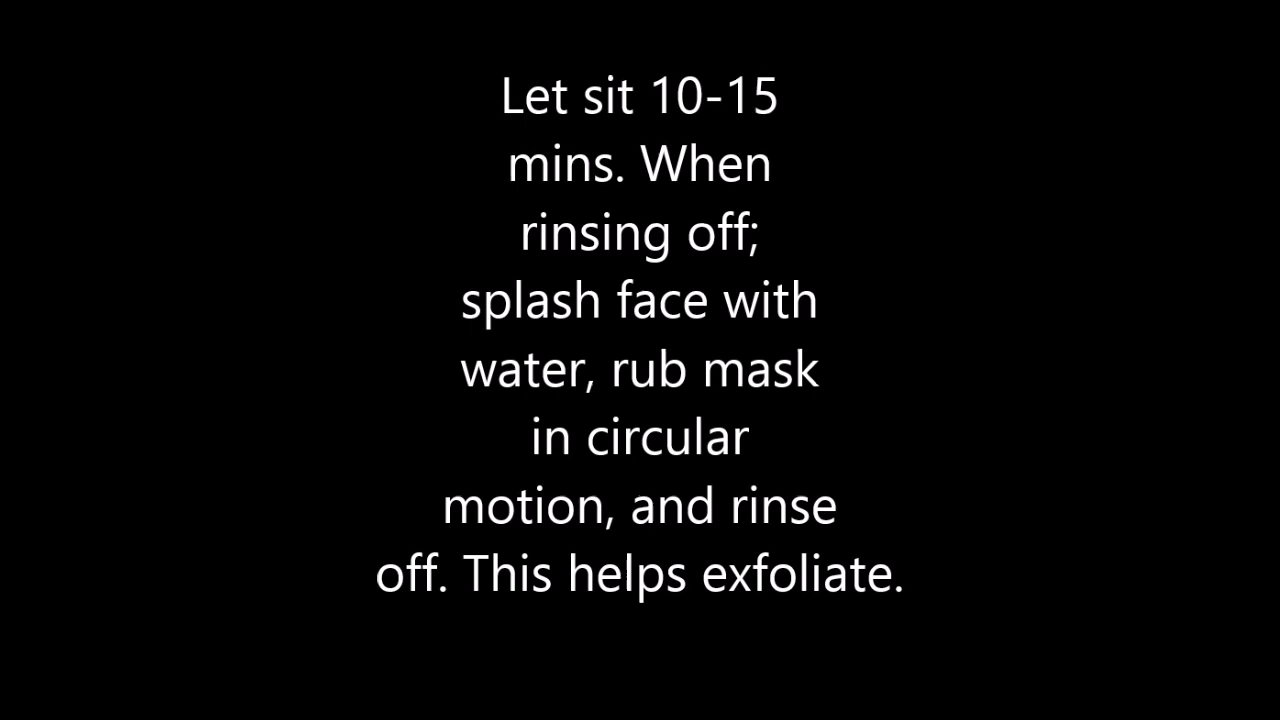 Let sit 10-15
mins. When
rinsing off;
splash face with
water, rub mask
in circular
motion, and rinse
off. This helps exfoliate.